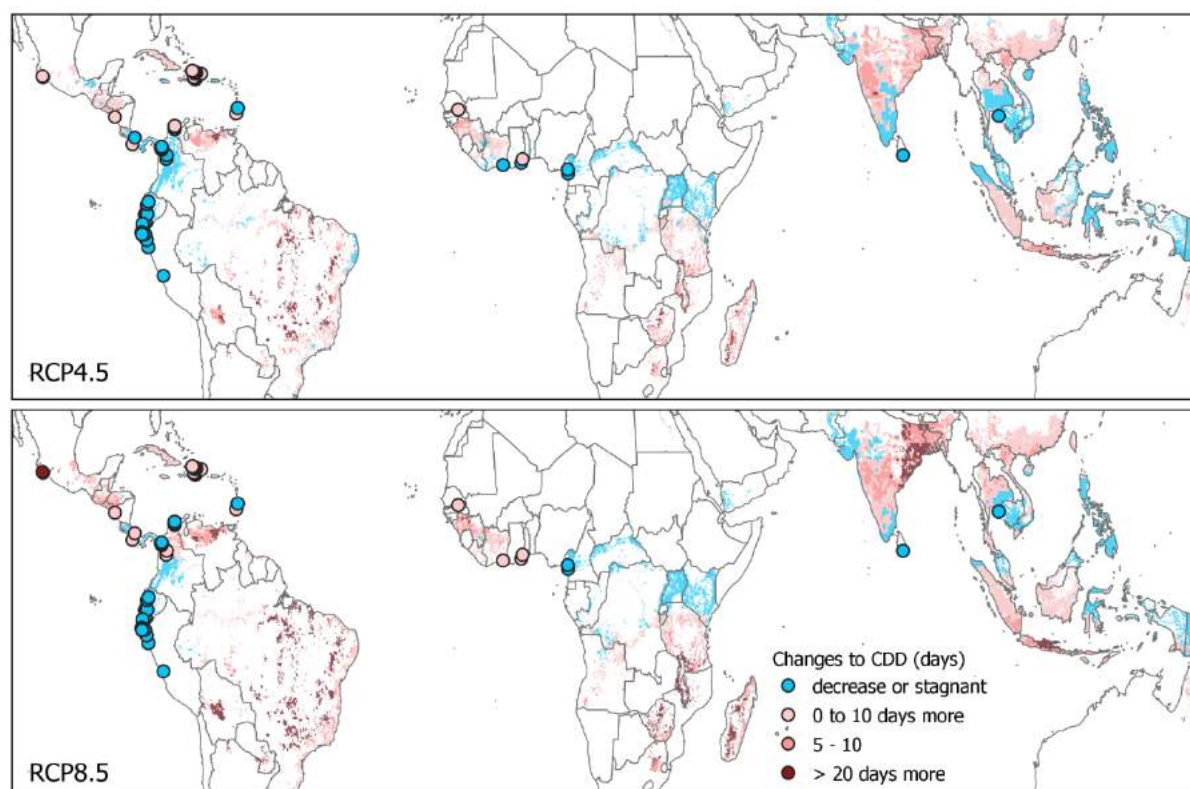 RCP4.5
Changes to CDD (days)
decrease or stagnant
0 to 10 days more
5 - 10
> 20 days more
RCP8.5